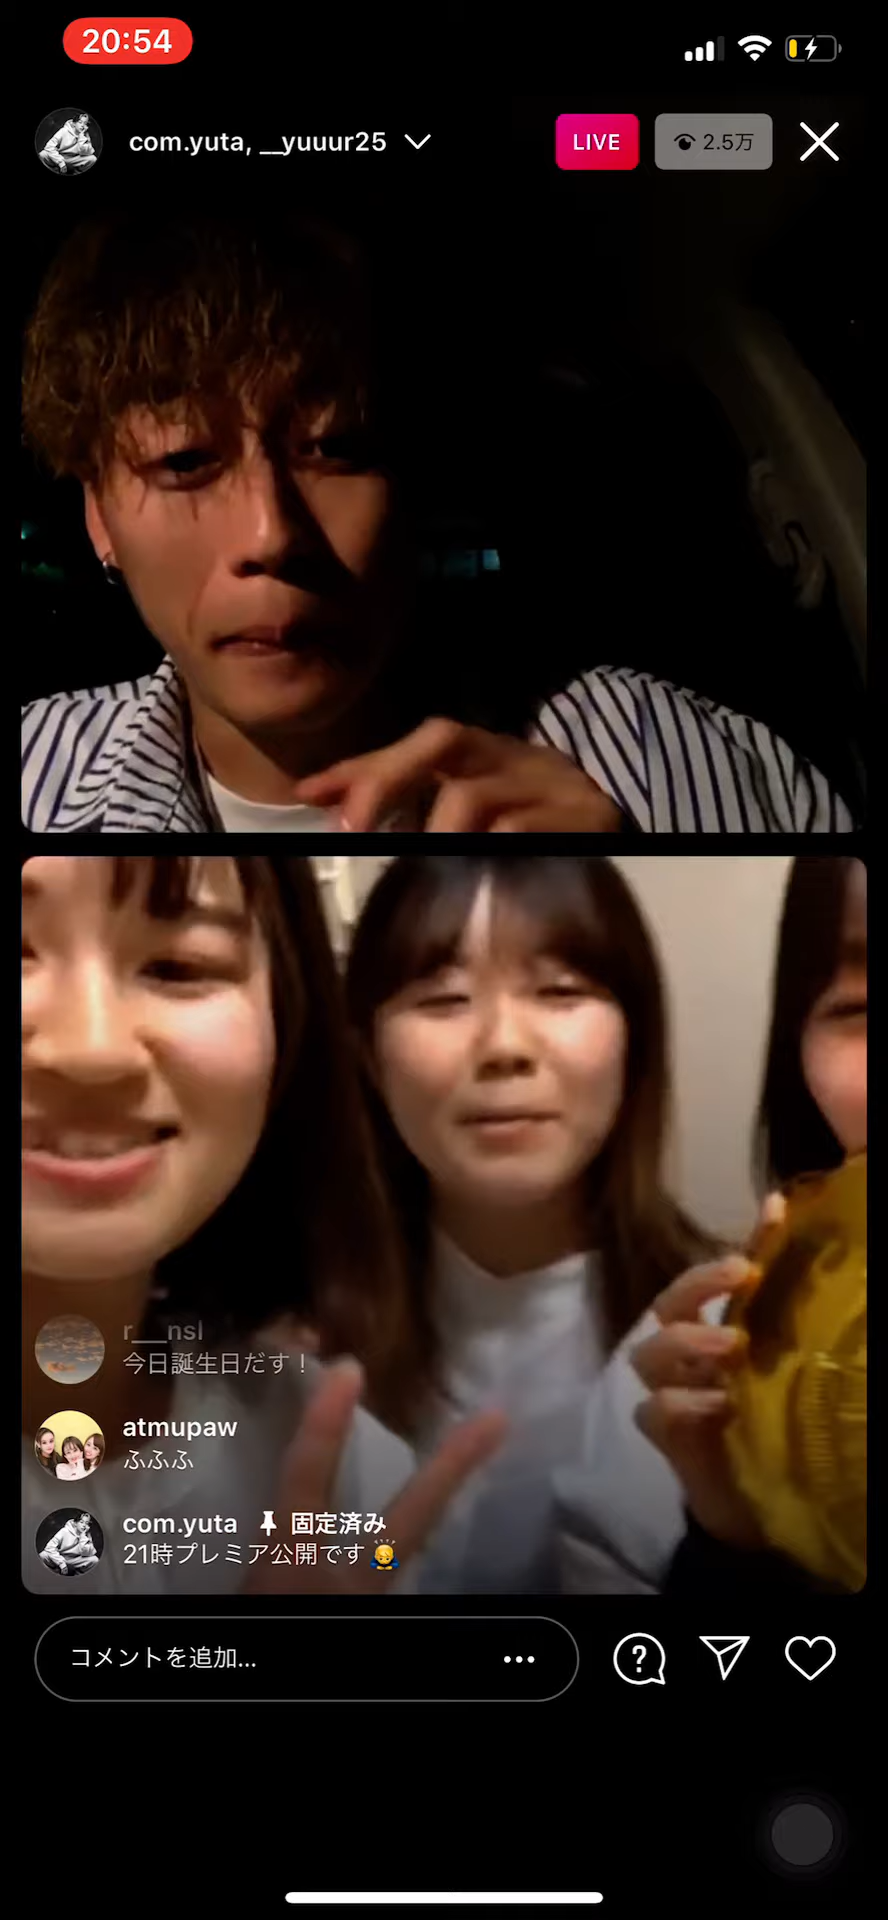 20:54
com.yuta, __yuuur25
LIVE
2.5万
r___nsl
今日誕生日だす！
atmupaw
ふふふ
com.yuta 固定済み
21時プレミア公開です🙇
コメントを追加...